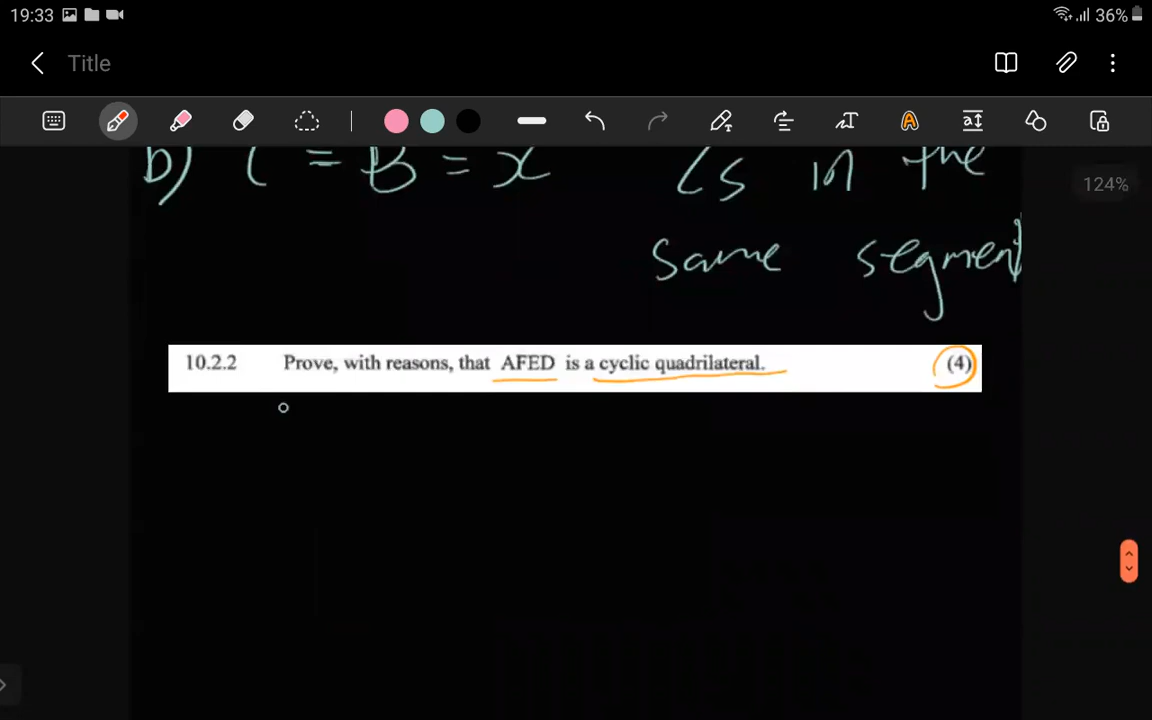 19:33 36%
Title
b) C = B = x ∠s in the
124%
same segment
10.2.2 Prove, with reasons, that AFED is a cyclic quadrilateral. (4)